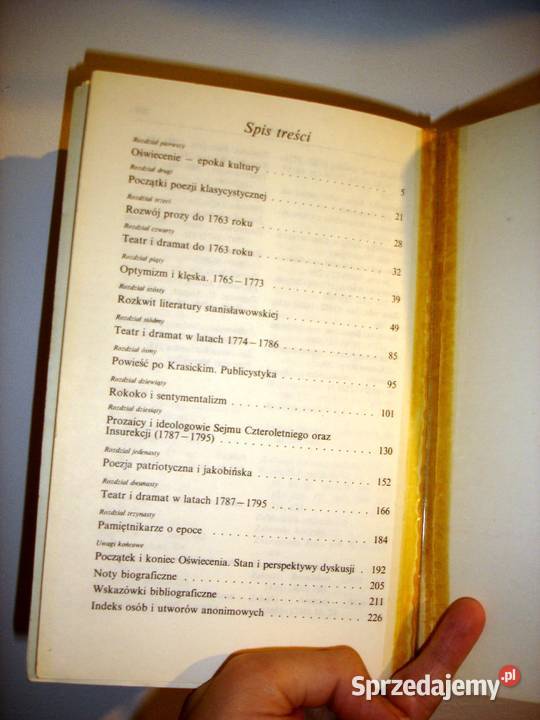 Spis treści
Rozdział pierwszy
Oświecenie – epoka kultury . . . . . . . . . . . . . . . . 5
Rozdział drugi
Początki poezji klasycystycznej . . . . . . . . . . . . . . . 21
Rozdział trzeci
Rozwój prozy do 1763 roku . . . . . . . . . . . . . . . . 28
Rozdział czwarty
Teatr i dramat do 1763 roku . . . . . . . . . . . . . . . . 32
Rozdział piąty
Optymizm i klęska. 1765–1773 . . . . . . . . . . . . . . . 39
Rozdział szósty
Rozkwit literatury stanisławowskiej . . . . . . . . . . . . . 49
Rozdział siódmy
Teatr i dramat w latach 1774–1786 . . . . . . . . . . . . . 85
Rozdział ósmy
Powieść po Krasickim. Publicystyka . . . . . . . . . . . . . 95
Rozdział dziewiąty
Rokoko i sentymentalizm . . . . . . . . . . . . . . . . . 101
Rozdział dziesiąty
Prozaicy i ideologowie Sejmu Czteroletniego oraz
Insurekcji (1787–1795) . . . . . . . . . . . . . . . . . . 130
Rozdział jedenasty
Poezja patriotyczna i jakobińska . . . . . . . . . . . . . . 152
Rozdział dwunasty
Teatr i dramat w latach 1787–1795 . . . . . . . . . . . . . 166
Rozdział trzynasty
Pamiętnikarze o epoce . . . . . . . . . . . . . . . . . . 184
Uwagi końcowe
Początek i koniec Oświecenia. Stan i perspektywy dyskusji . 192
Noty biograficzne . . . . . . . . . . . . . . . . . . . . 205
Wskazówki bibliograficzne . . . . . . . . . . . . . . . . 211
Indeks osób i utworów anonimowych . . . . . . . . . . . . 226
Sprzedajemy.pl